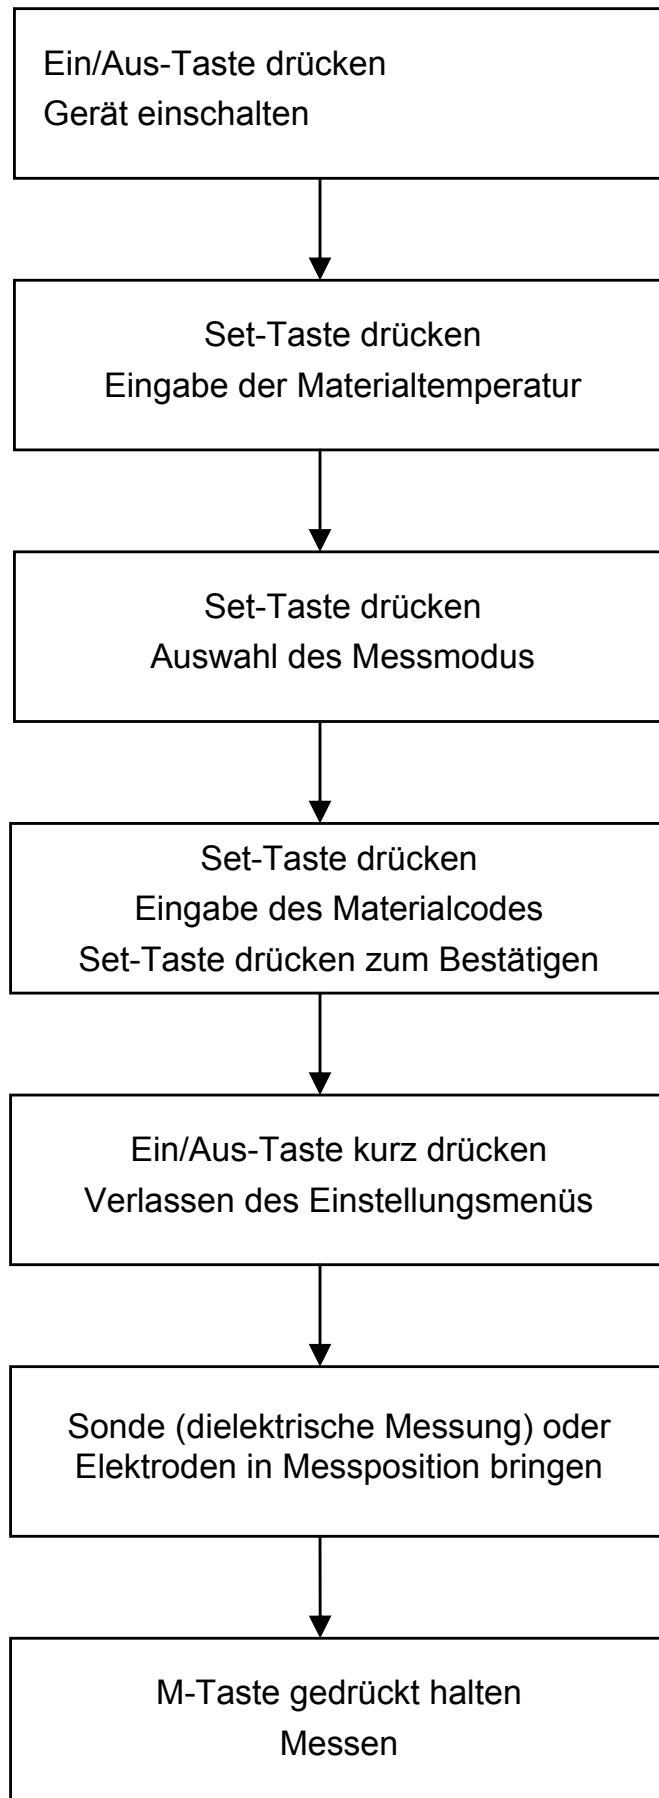 Ein/Aus-Taste drücken
Gerät einschalten
Set-Taste drücken
Eingabe der Materialtemperatur
Set-Taste drücken
Auswahl des Messmodus
Set-Taste drücken
Eingabe des Materialcodes
Set-Taste drücken zum Bestätigen
Ein/Aus-Taste kurz drücken
Verlassen des Einstellungsmenüs
Sonde (dielektrische Messung) oder
Elektroden in Messposition bringen
M-Taste gedrückt halten
Messen